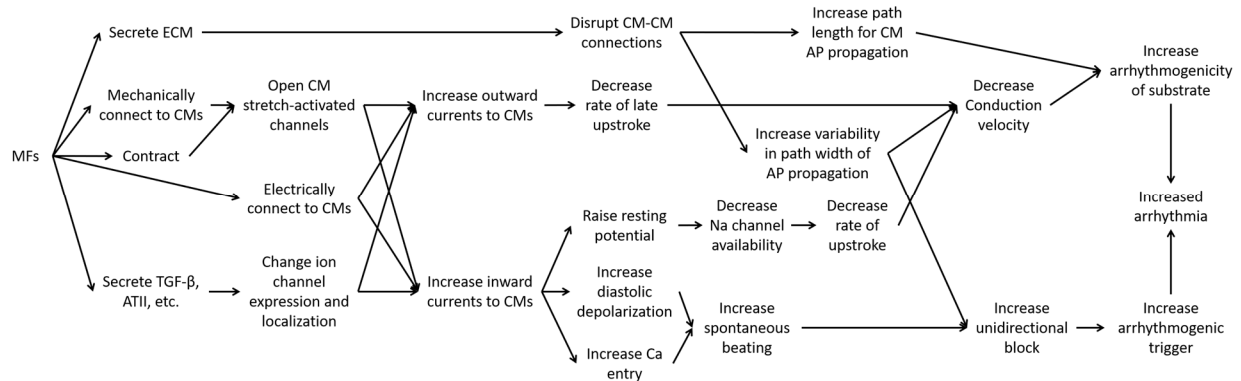 MFs
Secrete ECM
Mechanically
connect to CMs
Contract
Electrically
connect to CMs
Secrete TGF-β,
ATII, etc.
Open CM
stretch-activated
channels
Change ion
channel
expression and
localization
Increase outward
currents to CMs
Increase inward
currents to CMs
Disrupt CM-CM
connections
Decrease
rate of late
upstroke
Raise resting
potential
Increase
diastolic
depolarization
Increase Ca
entry
Decrease
Na channel
availability
Increase
spontaneous
beating
Increase path
length for CM
AP propagation
Increase variability
in path width of
AP propagation
Decrease
rate of
upstroke
Decrease
Conduction
velocity
Increase
unidirectional
block
Increase
arrhythmogenicity
of substrate
Increased
arrhythmia
Increase
arrhythmogenic
trigger